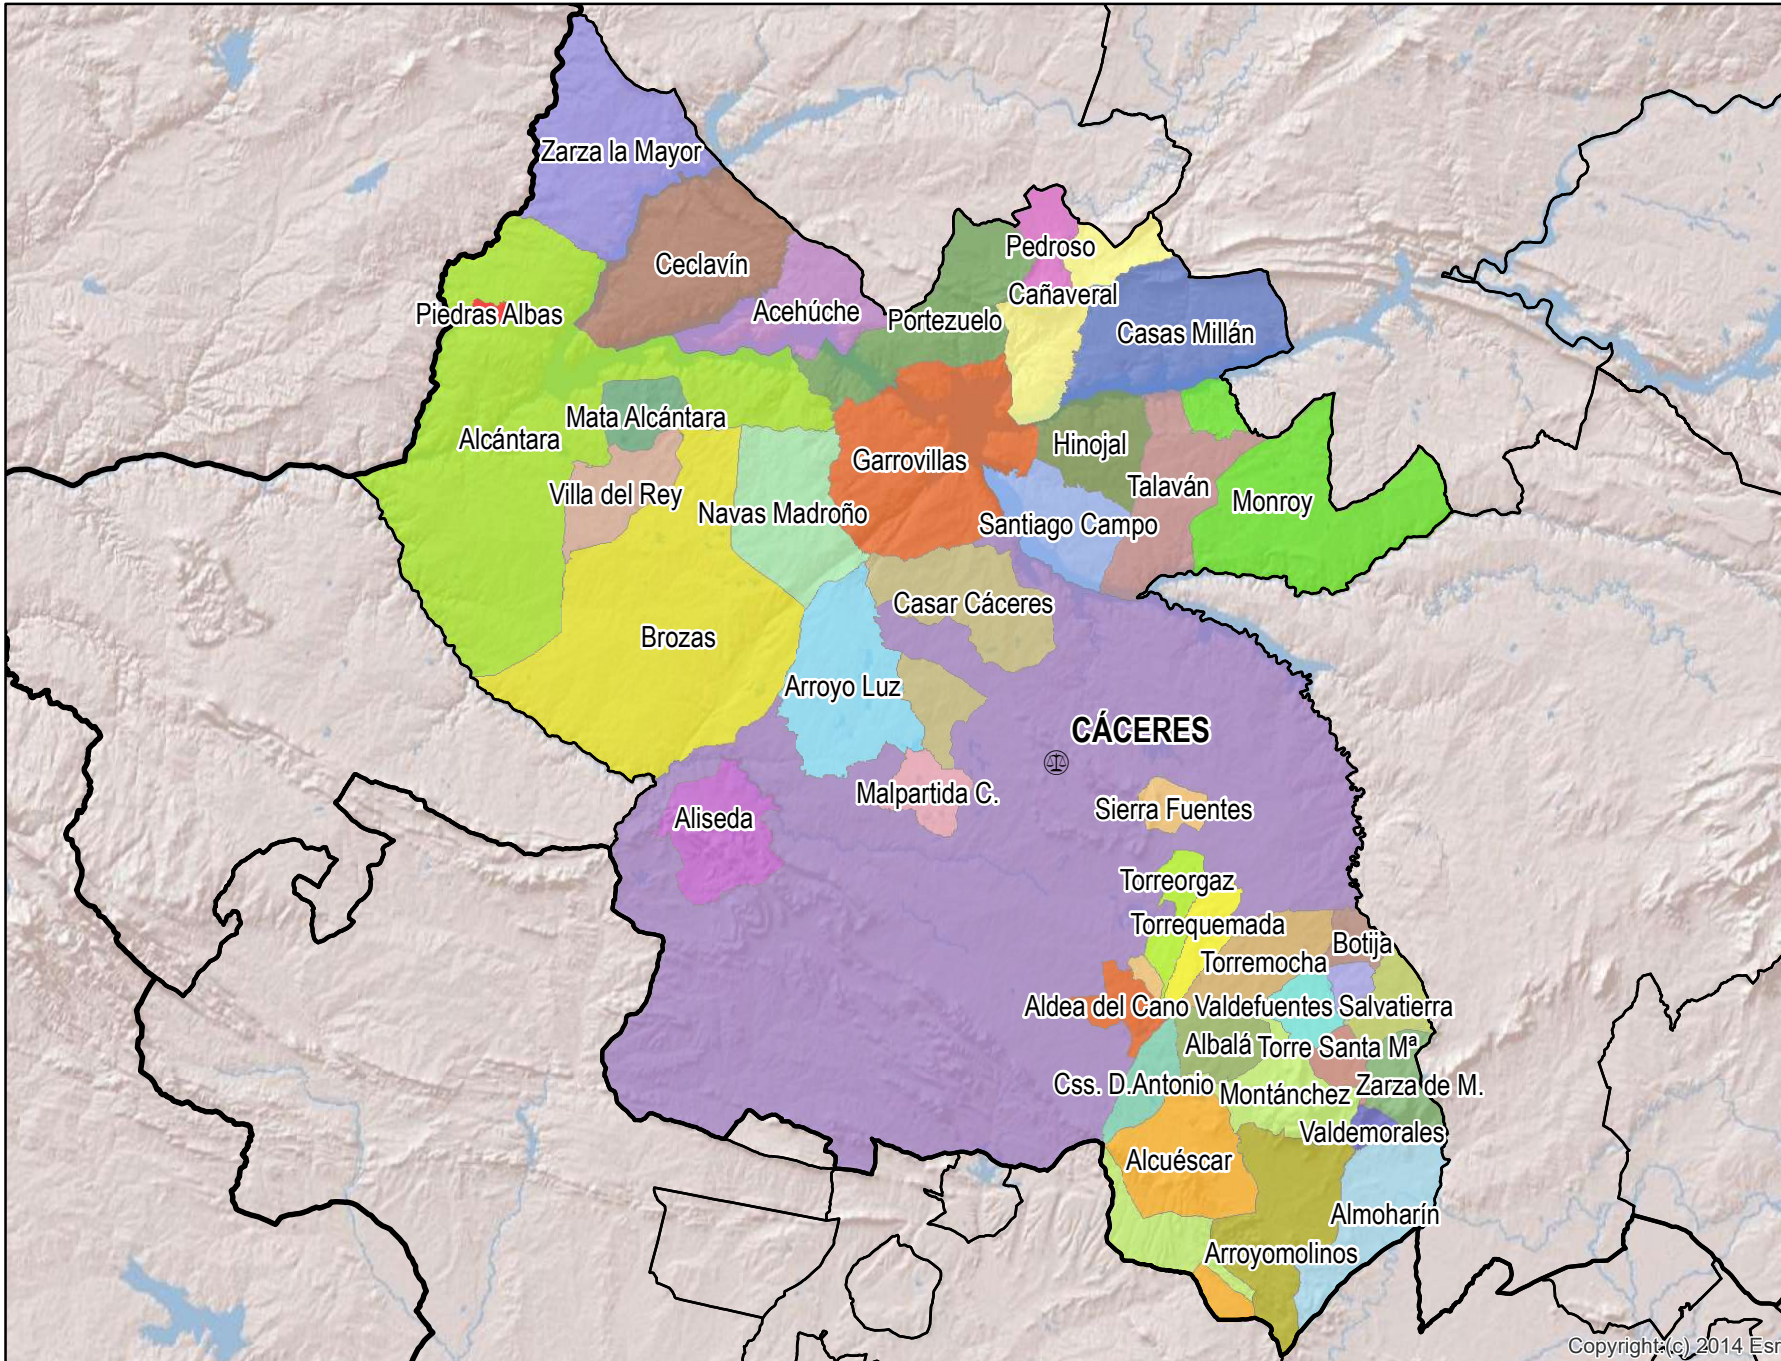 Zarza la Mayor
Pedroso
Ceclavín
Cañaveral
Piedras Albas
Acehúche
Portezuelo
Casas Millán
Mata Alcántara
Alcántara
Hinojal
Garrovillas
Talaván
Villa del Rey
Monroy
Navas Madroño
Santiago Campo
Casar Cáceres
Brozas
Arroyo Luz
CÁCERES
Malpartida C.
Sierra Fuentes
Aliseda
Torreorgaz
Torrequemada
Botija
Torremocha
Aldea del Cano
Valdefuentes
Salvatierra
Albalá
Torre Santa Mª
Css. D.Antonio
Montánchez
Zarza de M.
Valdemorales
Alcuéscar
Almoharín
Arroyomolinos
Copyright:(c) 2014 Esr